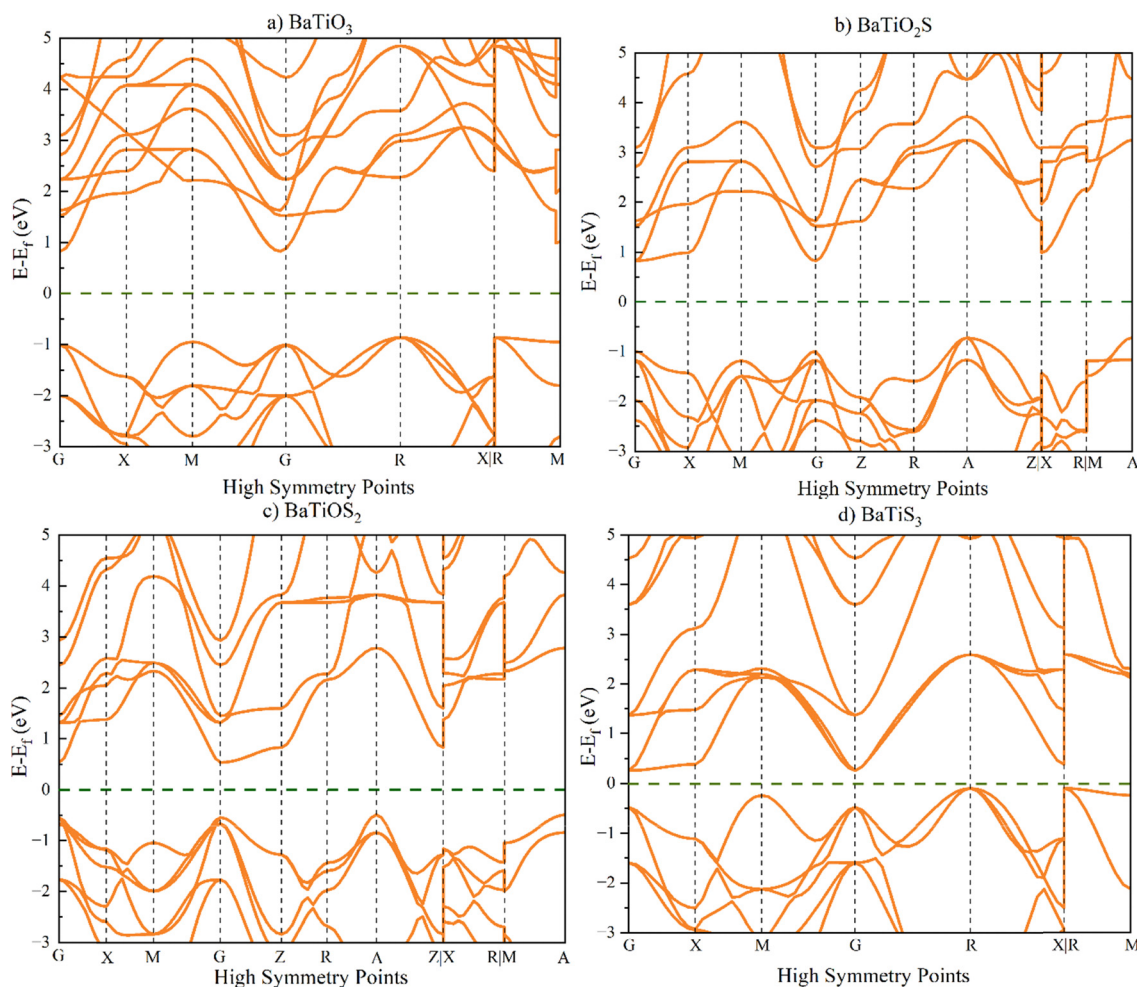 a) BaTiO3
E-Ef (eV)
5
4
3
2
1
0
−1
−2
−3
G X M G R X|R M
High Symmetry Points
b) BaTiO2S
E-Ef (eV)
5
4
3
2
1
0
−1
−2
−3
G X M G Z R A Z|X R|M A
High Symmetry Points
c) BaTiOS2
E-Ef (eV)
5
4
3
2
1
0
−1
−2
−3
G X M G Z R A Z|X R|M A
High Symmetry Points
d) BaTiS3
E-Ef (eV)
5
4
3
2
1
0
−1
−2
−3
G X M G R X|R M
High Symmetry Points